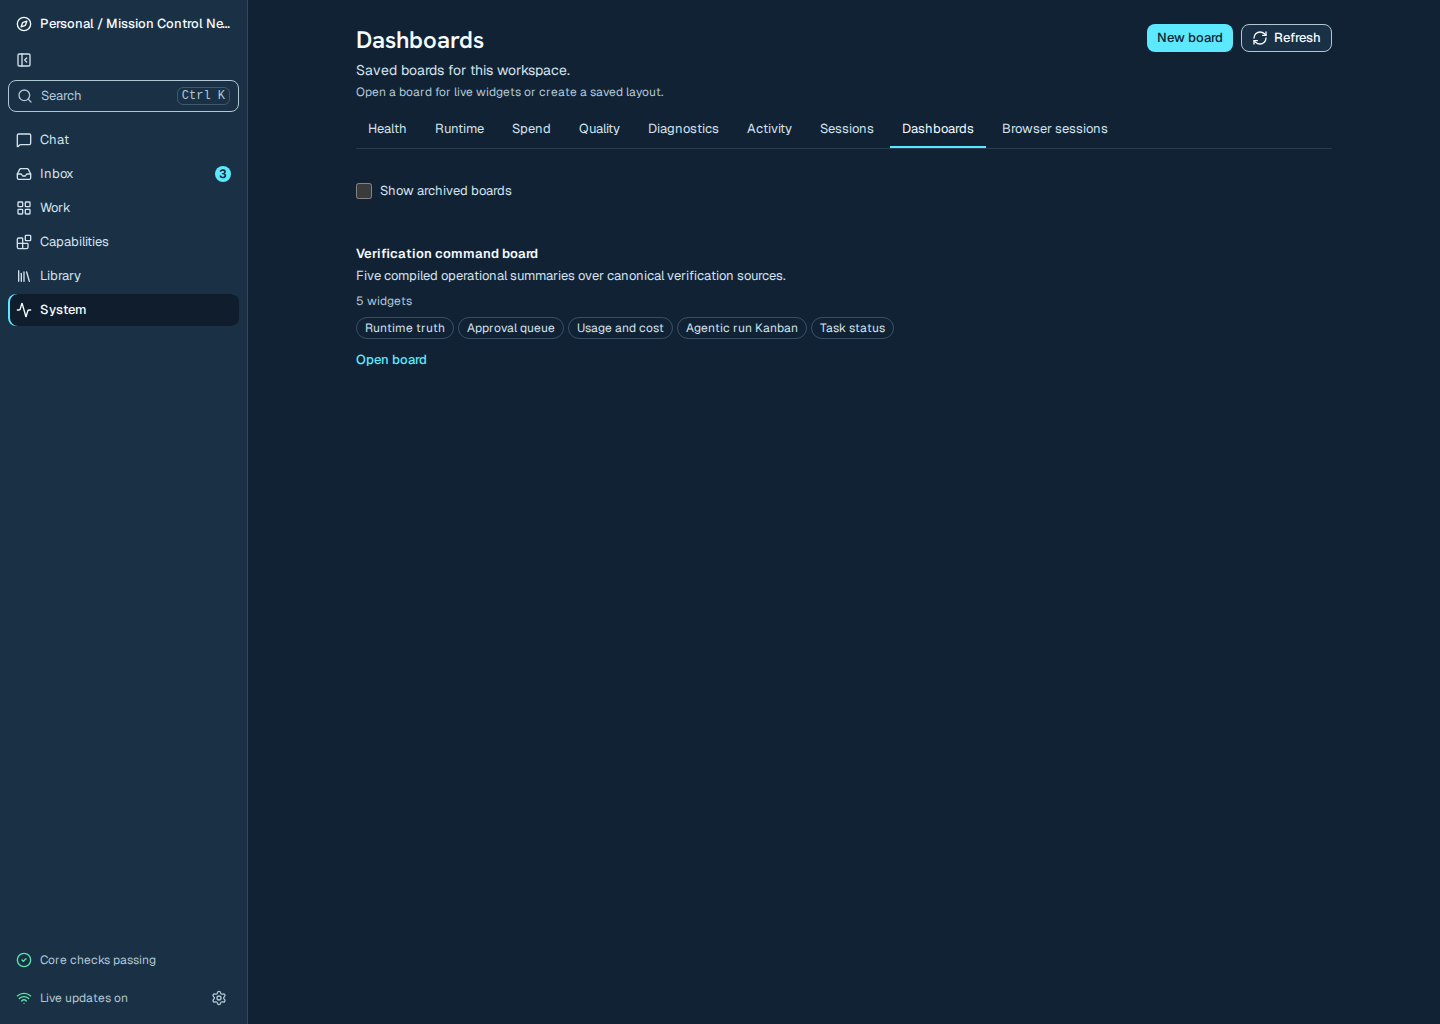 Personal / Mission Control Ne...
Search
Ctrl K
Chat
Inbox
3
Work
Capabilities
Library
System
Core checks passing
Live updates on
Dashboards
New board
Refresh
Saved boards for this workspace.
Open a board for live widgets or create a saved layout.
Health
Runtime
Spend
Quality
Diagnostics
Activity
Sessions
Dashboards
Browser sessions
Show archived boards
Verification command board
Five compiled operational summaries over canonical verification sources.
5 widgets
Runtime truth
Approval queue
Usage and cost
Agentic run Kanban
Task status
Open board